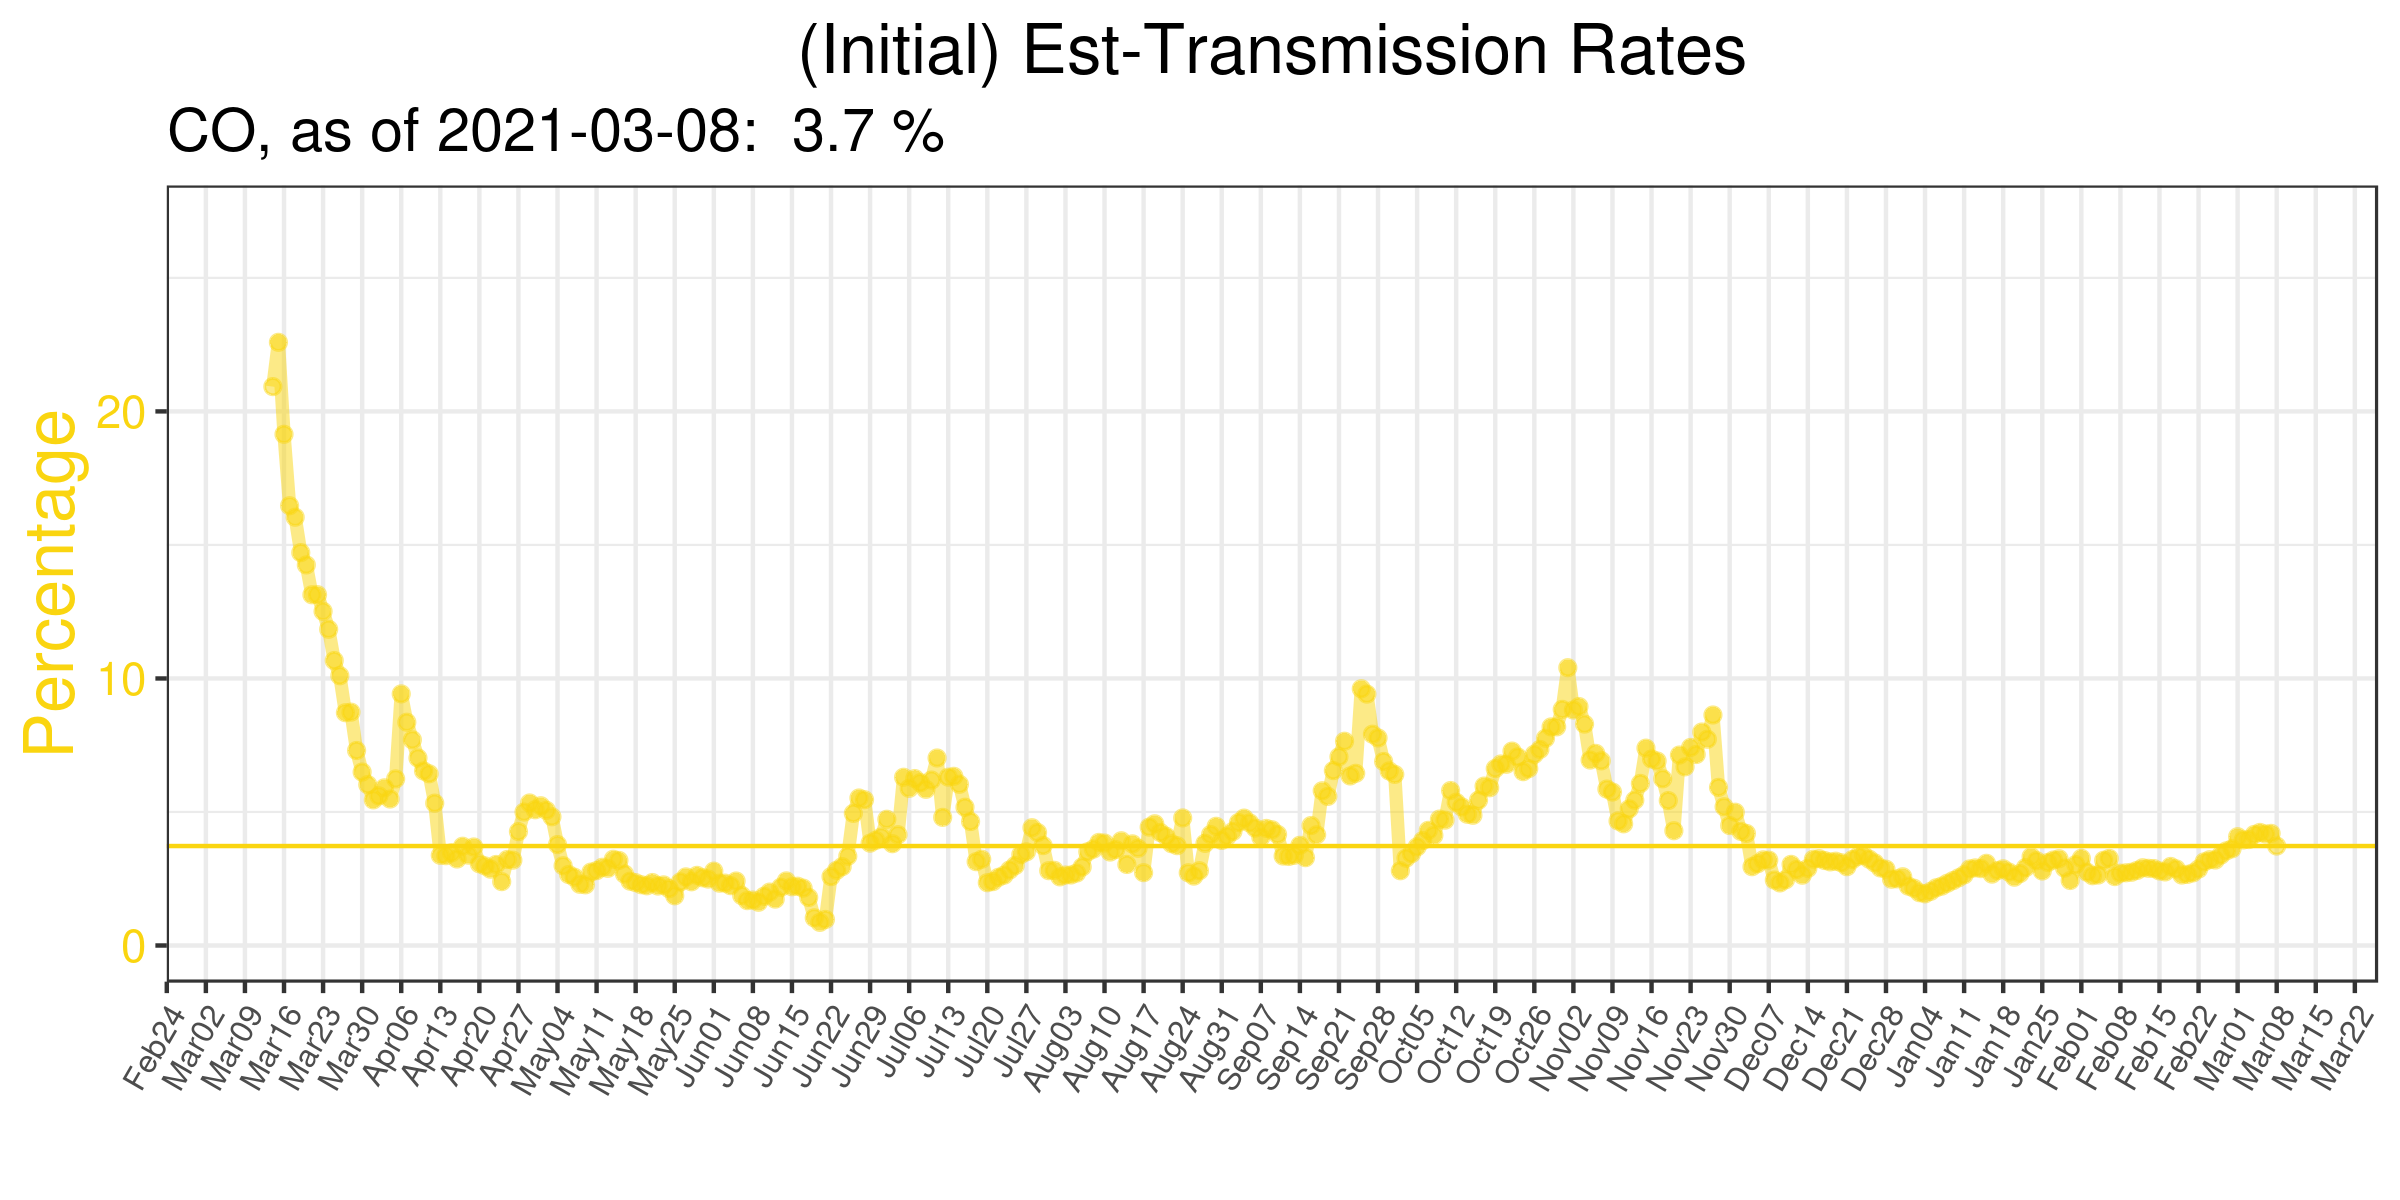 (Initial) Est-Transmission Rates
CO, as of 2021-03-08:  3.7 %
Percentage
20
10
0
Feb24
Mar02
Mar09
Mar16
Mar23
Mar30
Apr06
Apr13
Apr20
Apr27
May04
May11
May18
May25
Jun01
Jun08
Jun15
Jun22
Jun29
Jul06
Jul13
Jul20
Jul27
Aug03
Aug10
Aug17
Aug24
Aug31
Sep07
Sep14
Sep21
Sep28
Oct05
Oct12
Oct19
Oct26
Nov02
Nov09
Nov16
Nov23
Nov30
Dec07
Dec14
Dec21
Dec28
Jan04
Jan11
Jan18
Jan25
Feb01
Feb08
Feb15
Feb22
Mar01
Mar08
Mar15
Mar22